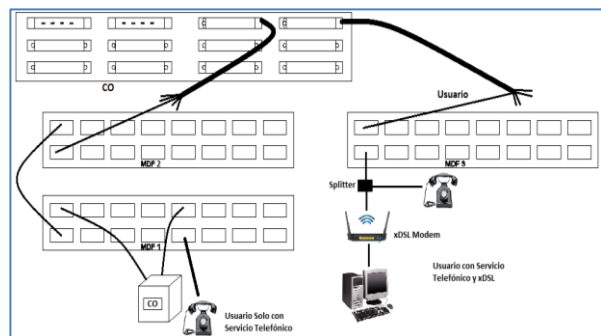 CO
Usuario
MDF 2
MDF 3
Splitter
xDSL Modem
MDF 1
CO
Usuario Solo con
Servicio Telefónico
Usuario con Servicio
Telefónico y xDSL